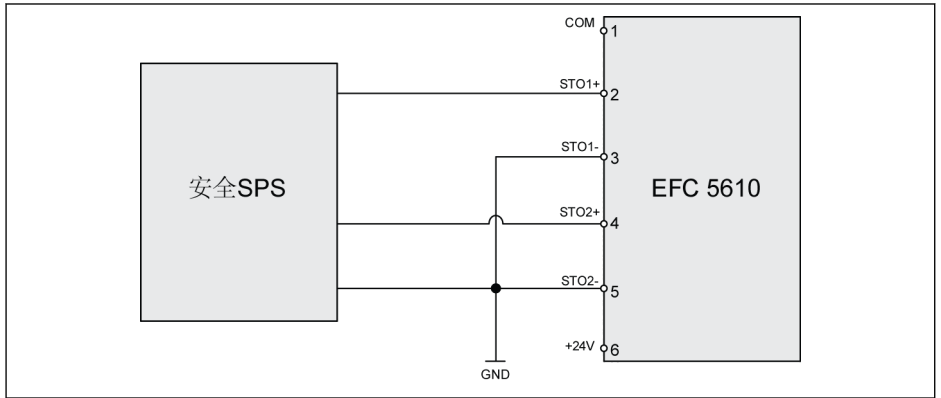 COM
1
STO1+
2
STO1-
3
安全SPS
EFC 5610
STO2+
4
STO2-
5
+24V
6
GND